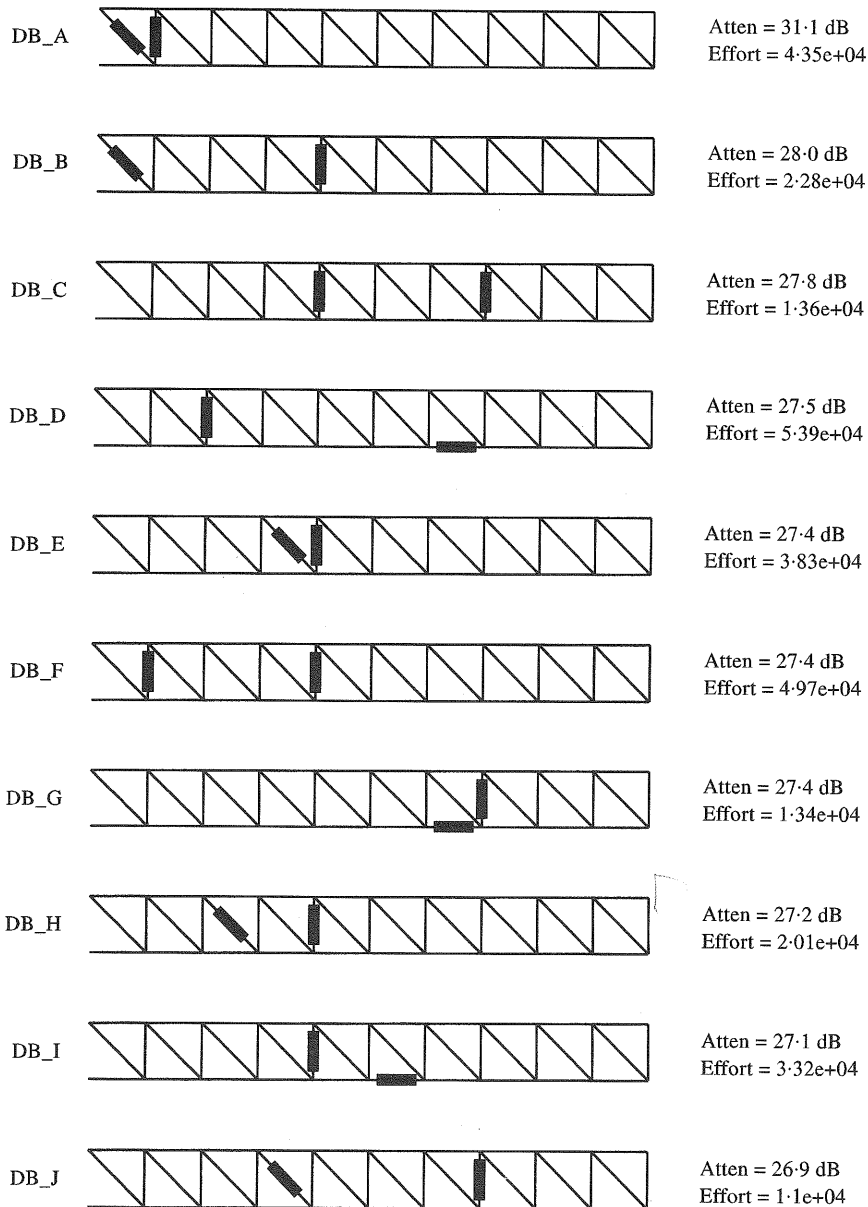 DB_A
Atten = 31·1 dB
Effort = 4·35e+04
DB_B
Atten = 28·0 dB
Effort = 2·28e+04
DB_C
Atten = 27·8 dB
Effort = 1·36e+04
DB_D
Atten = 27·5 dB
Effort = 5·39e+04
DB_E
Atten = 27·4 dB
Effort = 3·83e+04
DB_F
Atten = 27·4 dB
Effort = 4·97e+04
DB_G
Atten = 27·4 dB
Effort = 1·34e+04
DB_H
Atten = 27·2 dB
Effort = 2·01e+04
DB_I
Atten = 27·1 dB
Effort = 3·32e+04
DB_J
Atten = 26·9 dB
Effort = 1·1e+04